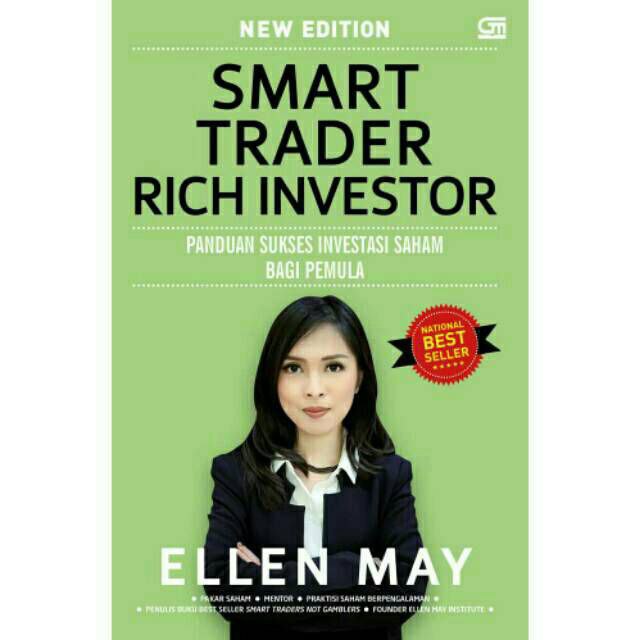 NEW EDITION
GM
SMART
TRADER
RICH INVESTOR
PANDUAN SUKSES INVESTASI SAHAM
BAGI PEMULA
NATIONAL
BEST
SELLER
ELLEN MAY
PAKAR SAHAM ◆ MENTOR ◆ PRAKTISI SAHAM BERPENGALAMAN ◆
◆ PENULIS BUKU BEST SELLER SMART TRADERS NOT GAMBLERS ◆ FOUNDER ELLEN MAY INSTITUTE ◆